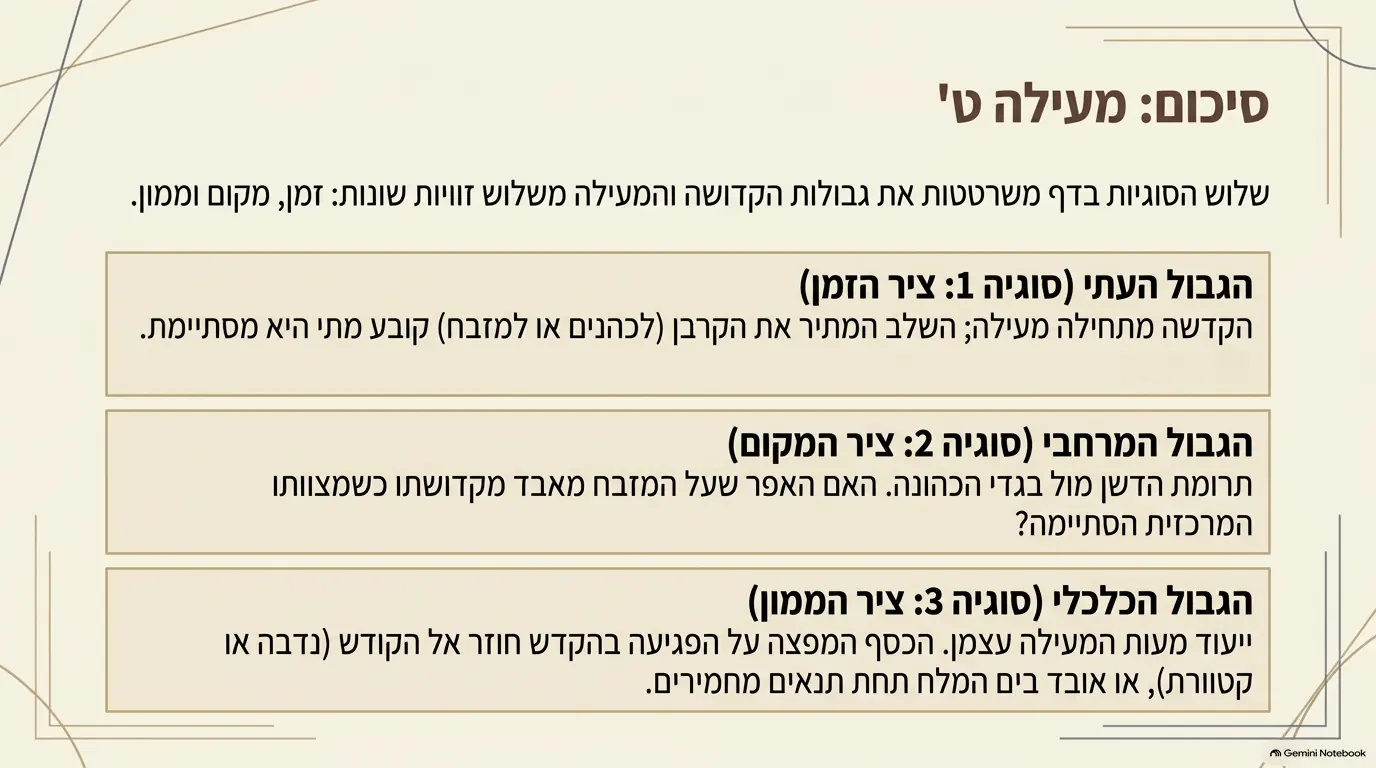 סיכום: מעילה ט'
שלוש הסוגיות בדף משרטטות את גבולות הקדושה והמעילה משלוש זוויות שונות: זמן, מקום וממון.
הגבול העתי (סוגיה 1: ציר הזמן)
הקדשה מתחילה מעילה; השלב המתיר את הקרבן (לכהנים או למזבח) קובע מתי היא מסתיימת.
הגבול המרחבי (סוגיה 2: ציר המקום)
תרומת הדשן מול בגדי הכהונה. האם האפר שעל המזבח מאבד מקדושתו כשמצוותו
המרכזית הסתיימה?
הגבול הכלכלי (סוגיה 3: ציר הממון)
ייעוד מעות המעילה עצמן. הכסף המפצה על הפגיעה בהקדש חוזר אל הקודש (נדבה או
קטוורת), או אובד בים המלח תחת תנאים מחמירים.
Gemini Notebook